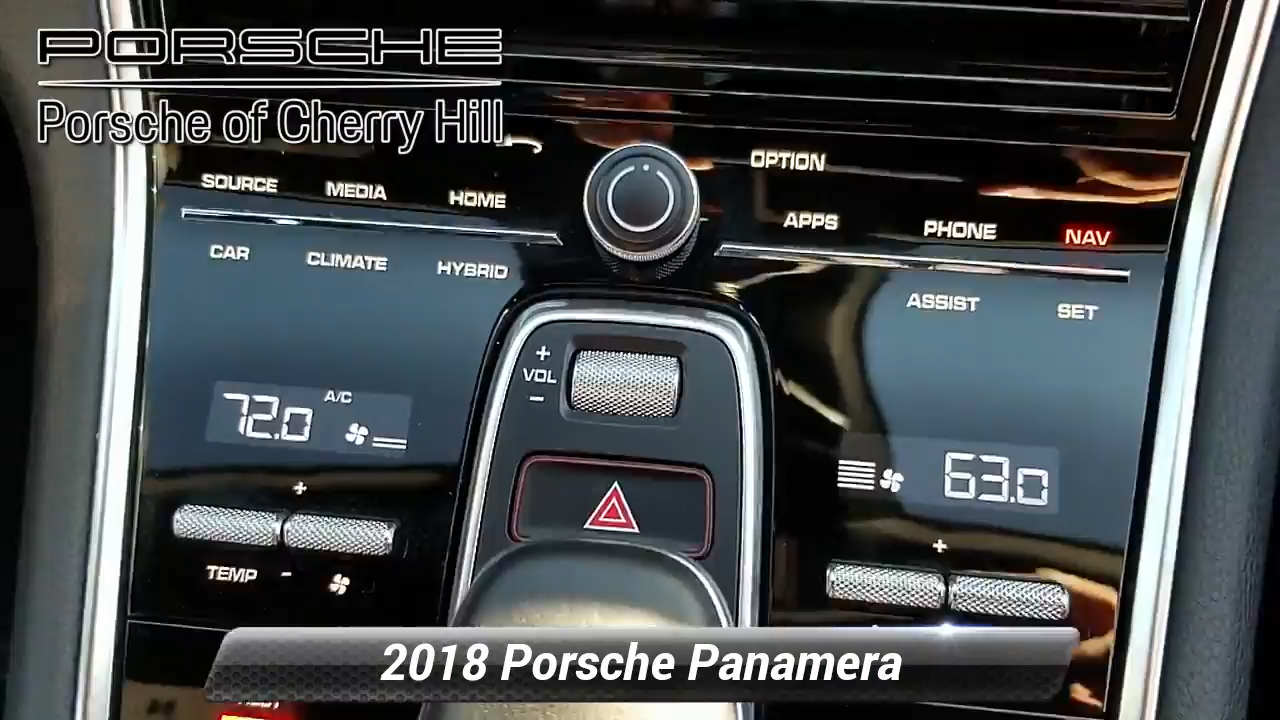 PORSCHE
Porsche of Cherry Hill
OPTION
SOURCE MEDIA HOME
APPS PHONE NAV
CAR CLIMATE HYBRID
ASSIST SET
+
VOL
-
A/C
72.0
63.0
+
+
TEMP -
2018 Porsche Panamera